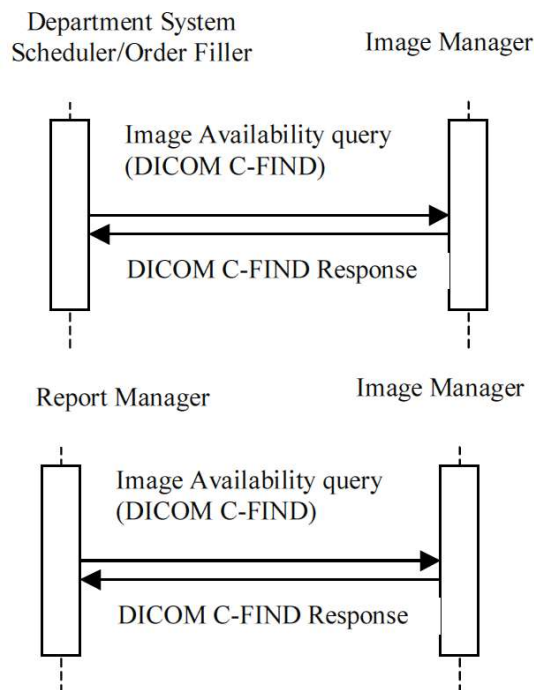 Department System
Scheduler/Order Filler
Image Manager
Image Availability query
(DICOM C-FIND)
DICOM C-FIND Response
Report Manager
Image Manager
Image Availability query
(DICOM C-FIND)
DICOM C-FIND Response